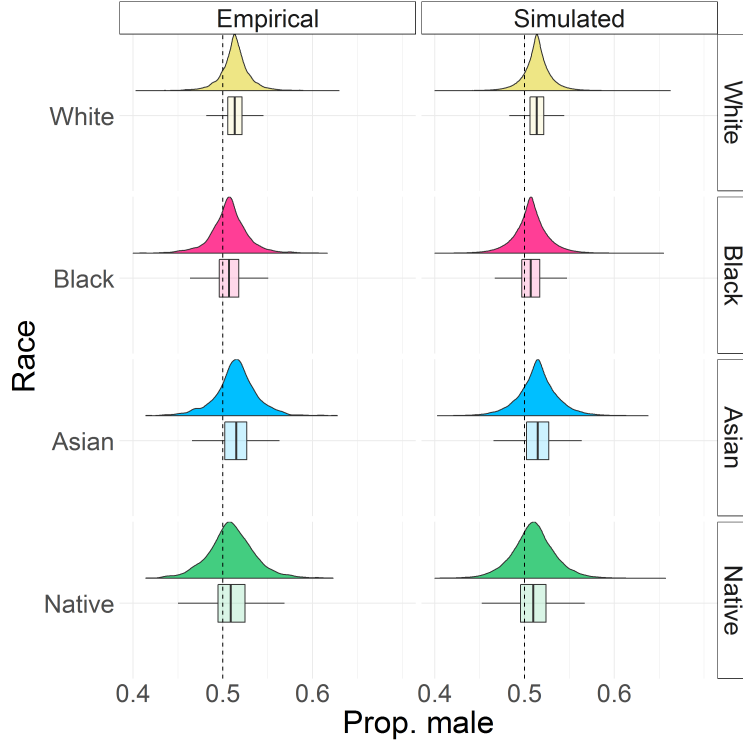 Empirical
Simulated
White
White
Black
Black
Asian
Asian
Native
Native
Race
0.4 0.5 0.6
0.4 0.5 0.6
Prop. male